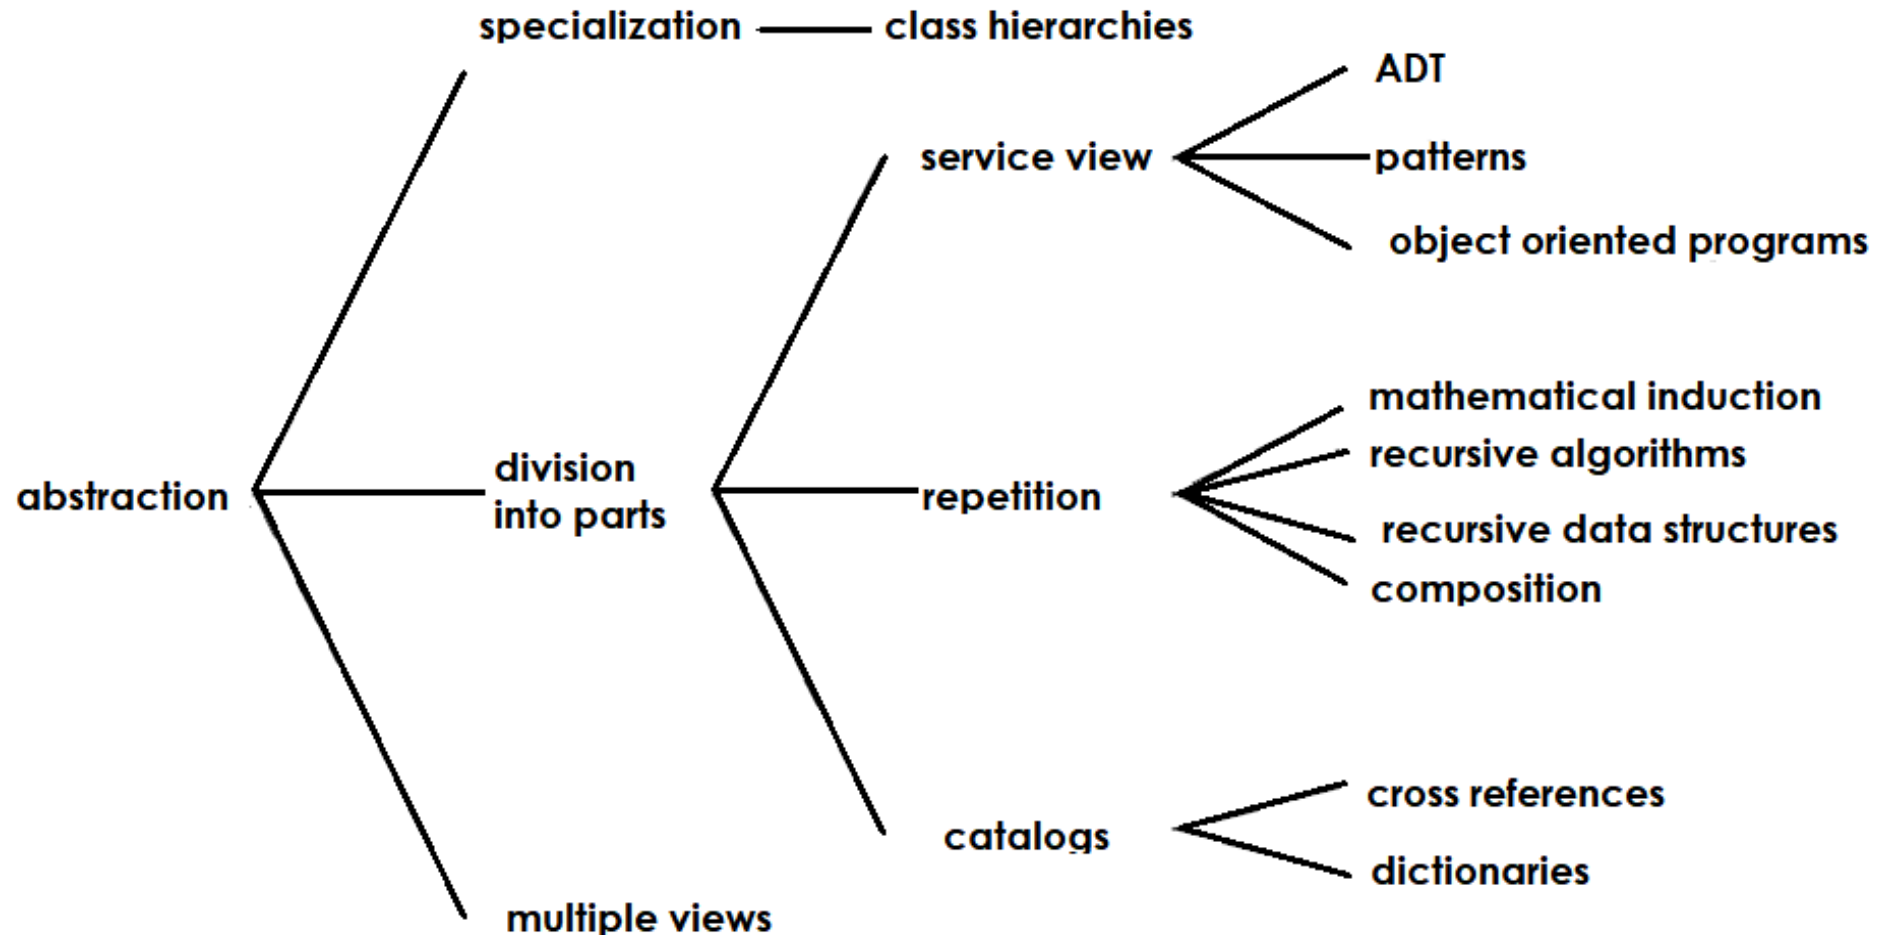 specialization
class hierarchies
ADT
service view
patterns
object oriented programs
mathematical induction
recursive algorithms
division
into parts
abstraction
repetition
recursive data structures
composition
cross references
catalogs
dictionaries
multiple views